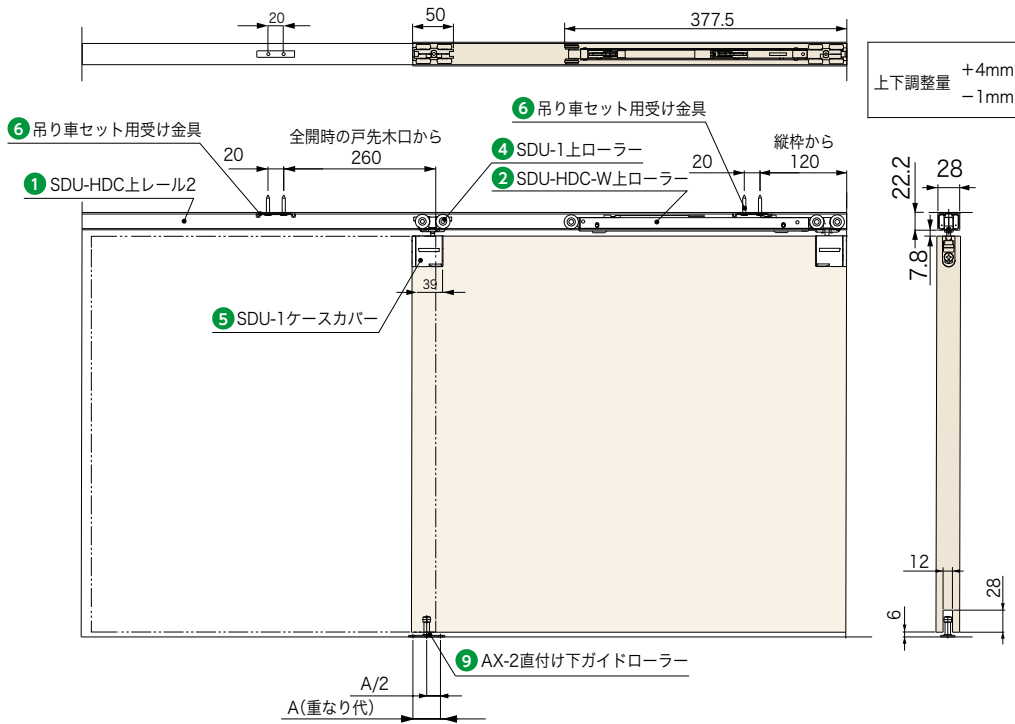 20
50
377.5
上下調整量 +4mm
−1mm
6 吊り車セット用受け金具
6 吊り車セット用受け金具
全開時の戸先木口から
20 260
4 SDU-1上ローラー
縦枠から
20 120
1 SDU-HDC上レール2
2 SDU-HDC-W上ローラー
22.2
28
7.8
39
5 SDU-1ケースカバー
12
28
6
9 AX-2直付け下ガイドローラー
A/2
A(重なり代)